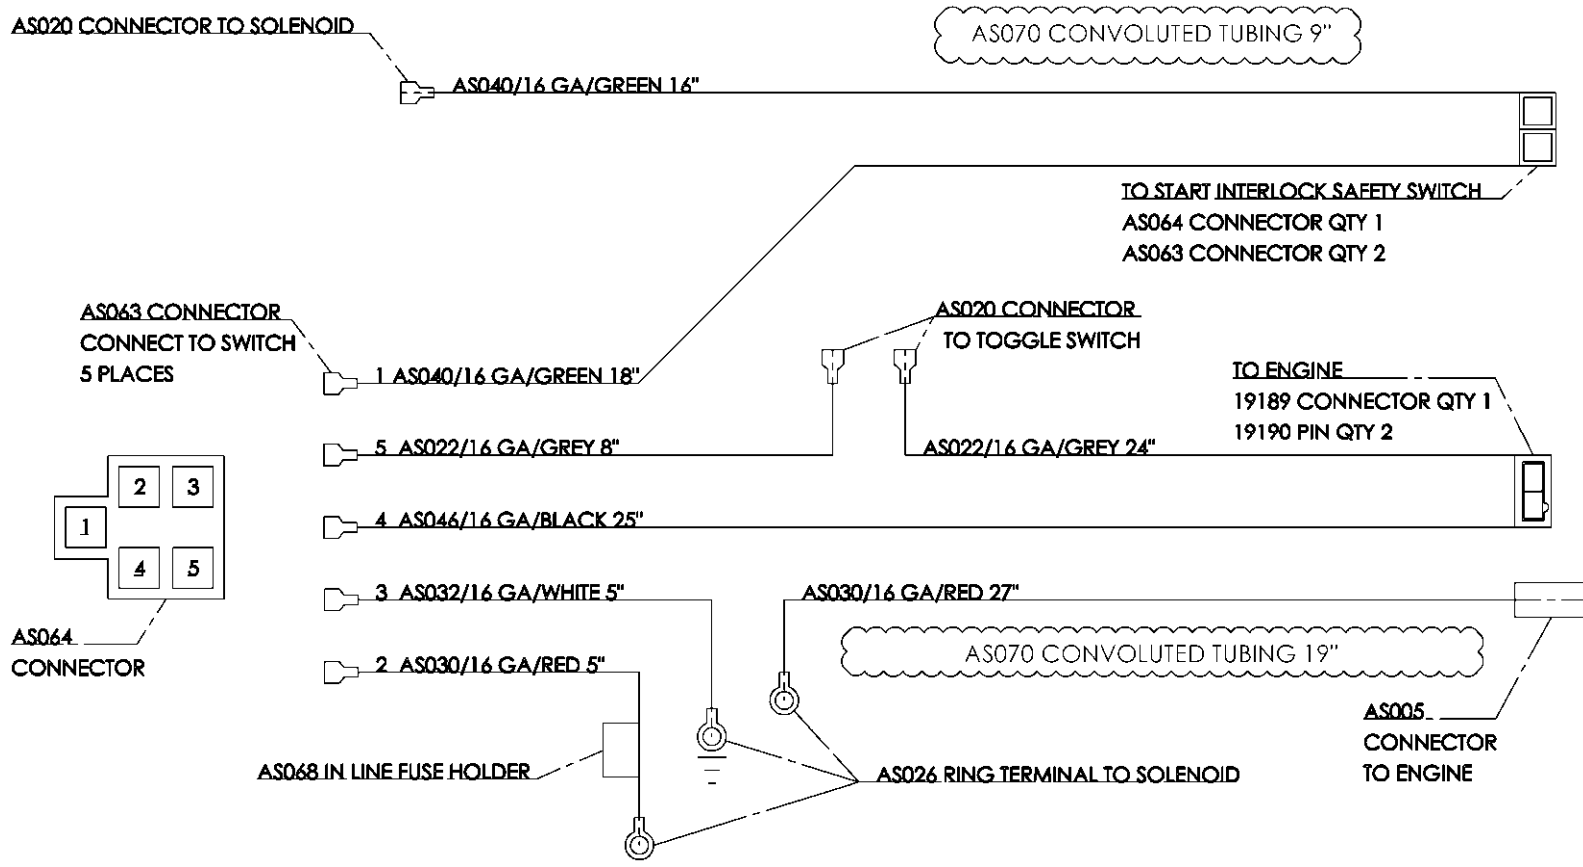 AS020 CONNECTOR TO SOLENOID
AS070 CONVOLUTED TUBING 9"
AS040/16 GA/GREEN 16"
TO START INTERLOCK SAFETY SWITCH
AS064 CONNECTOR QTY 1
AS063 CONNECTOR QTY 2
AS063 CONNECTOR
CONNECT TO SWITCH
5 PLACES
AS020 CONNECTOR
TO TOGGLE SWITCH
1 AS040/16 GA/GREEN 18"
TO ENGINE
19189 CONNECTOR QTY 1
19190 PIN QTY 2
5 AS022/16 GA/GREY 8"
AS022/16 GA/GREY 24"
2 3
1
4 5
4 AS046/16 GA/BLACK 25"
3 AS032/16 GA/WHITE 5"
AS030/16 GA/RED 27"
AS064
CONNECTOR
2 AS030/16 GA/RED 5"
AS070 CONVOLUTED TUBING 19"
AS005
CONNECTOR
TO ENGINE
AS068 IN LINE FUSE HOLDER
AS026 RING TERMINAL TO SOLENOID